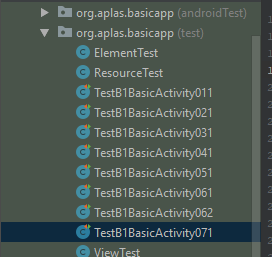 org.aplas.basicapp (androidTest)
org.aplas.basicapp (test)
ElementTest
ResourceTest
TestB1BasicActivity011
TestB1BasicActivity021
TestB1BasicActivity031
TestB1BasicActivity041
TestB1BasicActivity051
TestB1BasicActivity061
TestB1BasicActivity062
TestB1BasicActivity071
ViewTest